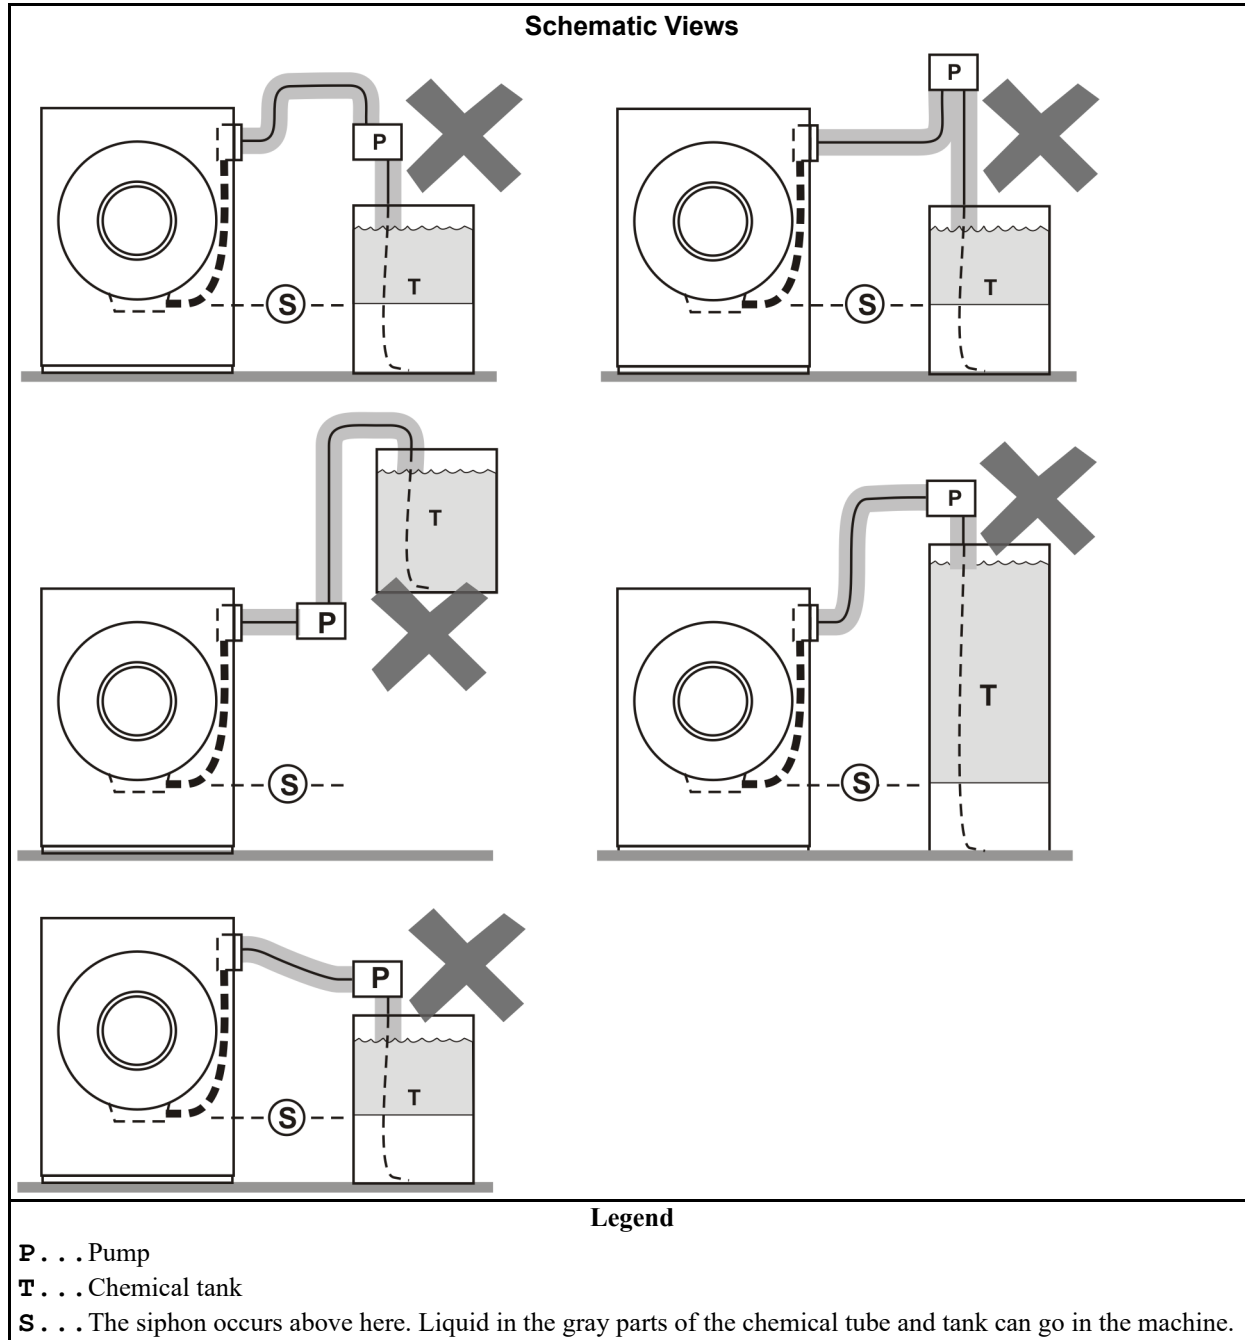 Schematic Views
P
T
S
P
T
S
P
T
S
P
T
S
P
T
S
Legend
P...Pump
T...Chemical tank
S...The siphon occurs above here. Liquid in the gray parts of the chemical tube and tank can go in the machine.